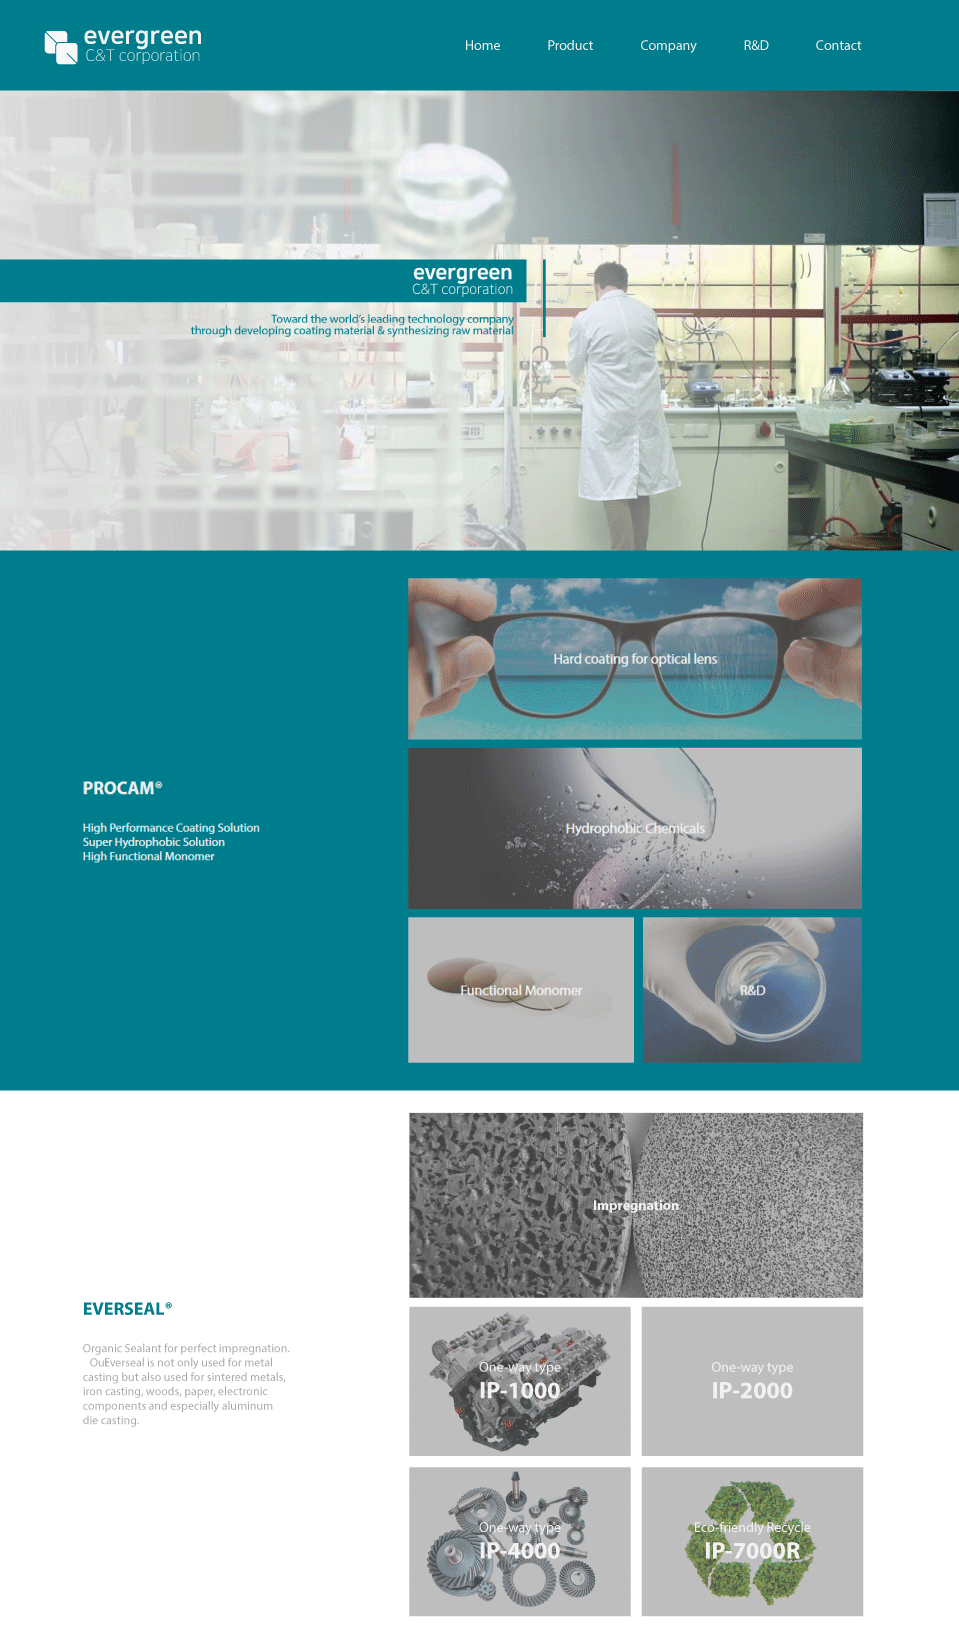 evergreen
C&T corporation
Home
Product
Company
R&D
Contact
evergreen
C&T corporation
Toward the world's leading technology company
through developing coating material & synthesizing raw material
Hard coating for optical lens
PROCAM®
High Performance Coating Solution
Super Hydrophobic Solution
High Functional Monomer
Hydrophobic Chemicals
Functional Monomer
R&D
Impregnation
EVERSEAL®
Organic Sealant for perfect impregnation.
OurEverseal is not only used for metal
casting but also used for sintered metals,
iron casting, woods, paper, electronic
components and especially aluminum
die casting.
One-way type
IP-1000
One-way type
IP-2000
One-way type
IP-4000
Eco-friendly Recycle
IP-7000R